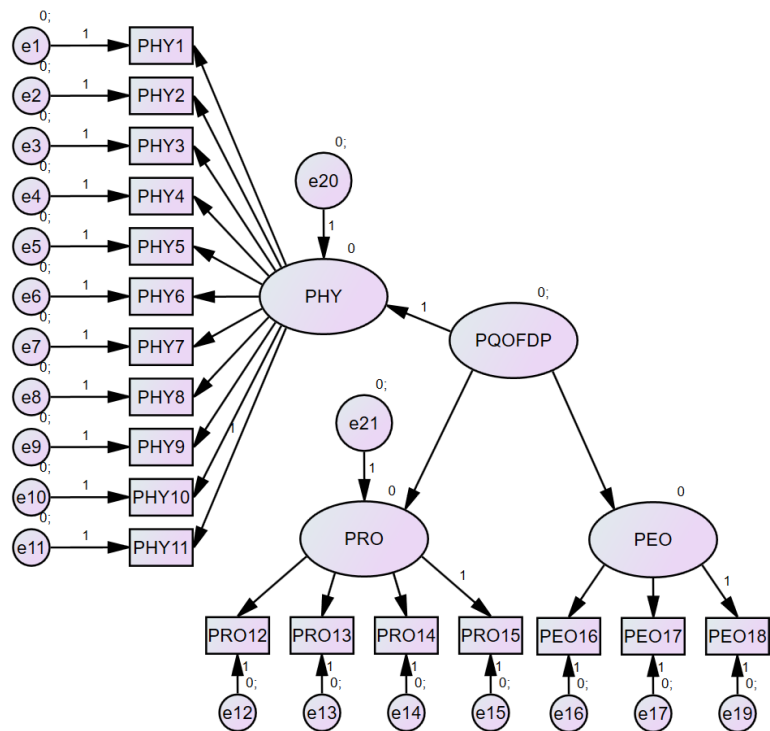 0;
e1 1 PHY1
0;
e2 1 PHY2
0;
e3 1 PHY3
0;
e4 1 PHY4
0;
e5 1 PHY5
0;
e6 1 PHY6
0;
e7 1 PHY7
0;
e8 1 PHY8
0;
e9 1 PHY9
0;
e10 1 PHY10
0;
e11 1 PHY11
1
0;
e20
1
0
PHY
1
0;
PQOFDP
0;
e21
1
0
PRO
0
PEO
1
1
PRO12 PRO13 PRO14 PRO15 PEO16 PEO17 PEO18
1 1 1 1 1 1 1
0; 0; 0; 0; 0; 0; 0;
e12 e13 e14 e15 e16 e17 e19